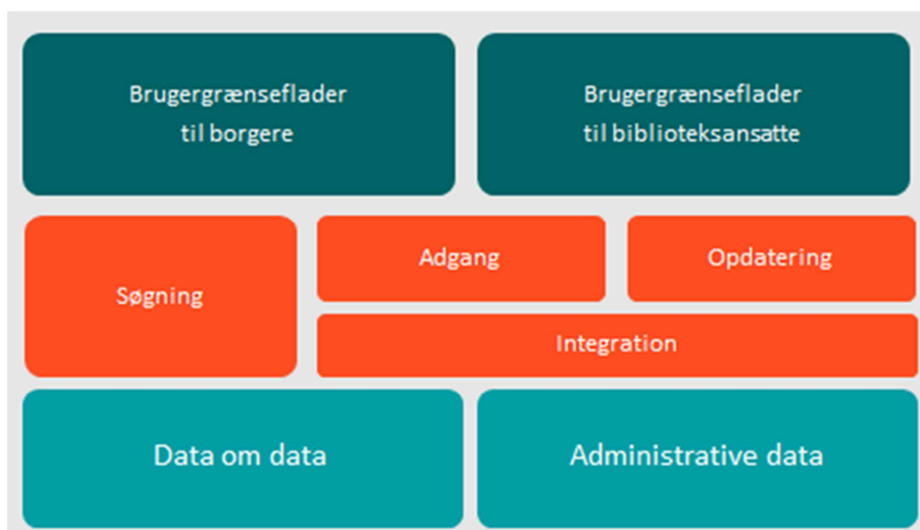 Brugergrænseflader
til borgere
Brugergrænseflader
til biblioteksansatte
Søgning
Adgang
Opdatering
Integration
Data om data
Administrative data